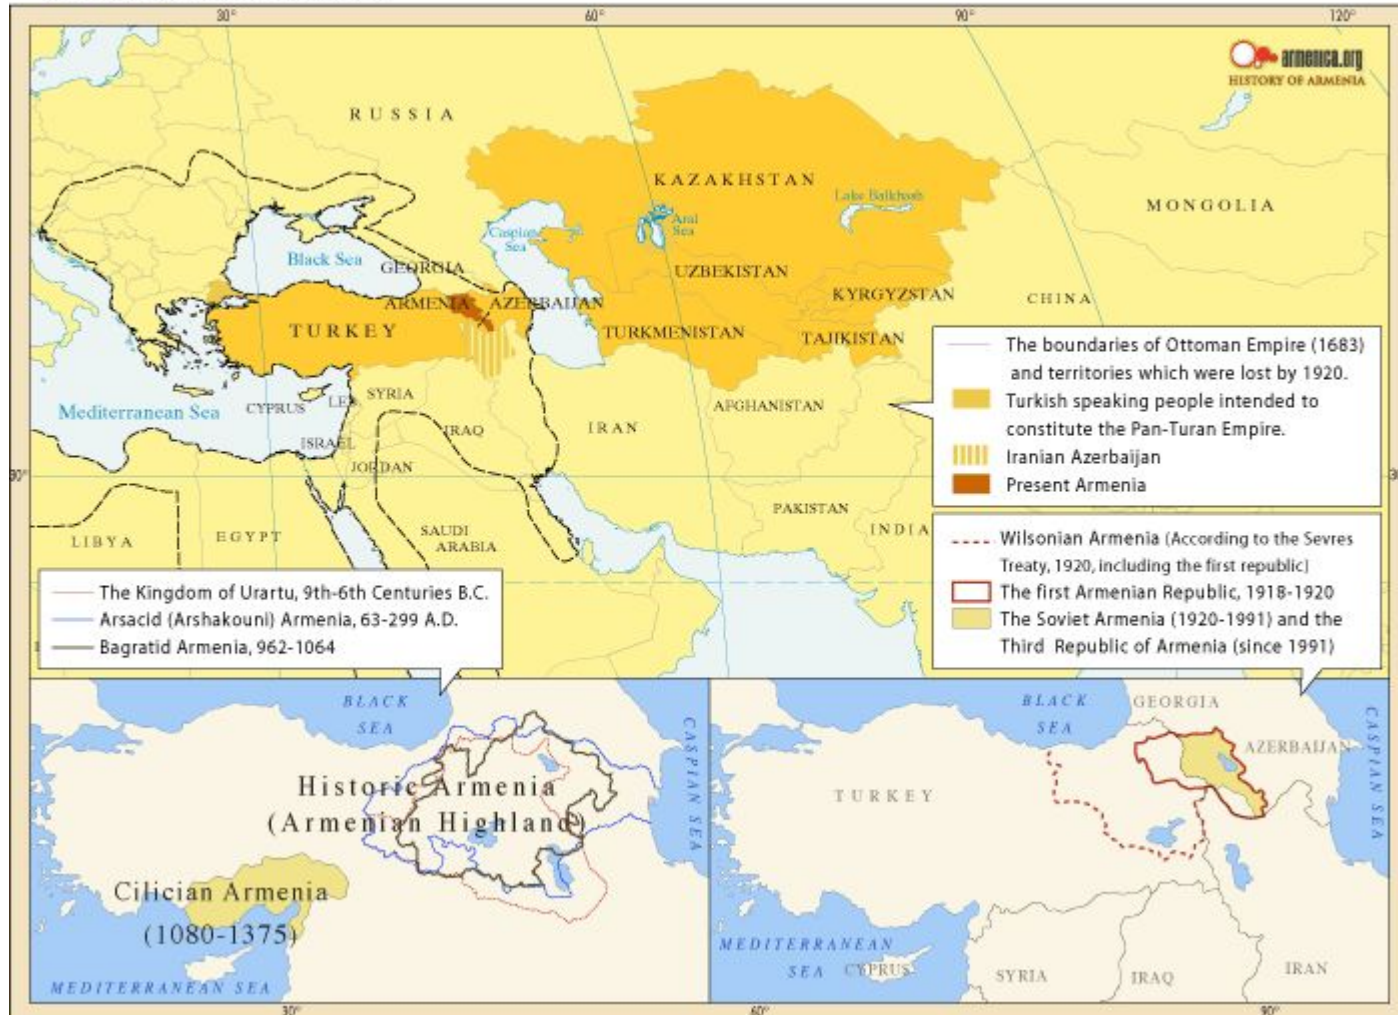 30°
60°
90°
120°
armenica.org
HISTORY OF ARMENIA
RUSSIA
KAZAKHSTAN
Lake Balkhash
MONGOLIA
Aral
Sea
Caspian
Sea
Black Sea
GEORGIA
UZBEKISTAN
KYRGYZSTAN
CHINA
ARMENIA
AZERBAIJAN
TURKEY
TURKMENISTAN
TAJIKISTAN
The boundaries of Ottoman Empire (1683)
and territories which were lost by 1920.
Turkish speaking people intended to
constitute the Pan-Turan Empire.
Iranian Azerbaijan
Present Armenia
Mediterranean Sea
CYPRUS
SYRIA
AFGHANISTAN
ISRAEL
IRAQ
IRAN
JORDAN
30°
PAKISTAN
INDIA
LIBYA
EGYPT
SAUDI
ARABIA
Wilsonian Armenia (According to the Sevres
Treaty, 1920, including the first republic)
The first Armenian Republic, 1918-1920
The Soviet Armenia (1920-1991) and the
Third Republic of Armenia (since 1991)
The Kingdom of Urartu, 9th-6th Centuries B.C.
Arsacid (Arshakouni) Armenia, 63-299 A.D.
Bagratid Armenia, 962-1064
BLACK
SEA
CASPIAN SEA
Historic Armenia
(Armenian Highland)
Cilician Armenia
(1080-1375)
MEDITERRANEAN SEA
BLACK
SEA
GEORGIA
AZERBAIJAN
CASPIAN SEA
TURKEY
MEDITERRANEAN
SEA
CYPRUS
SYRIA
IRAQ
IRAN
30°
60°
90°